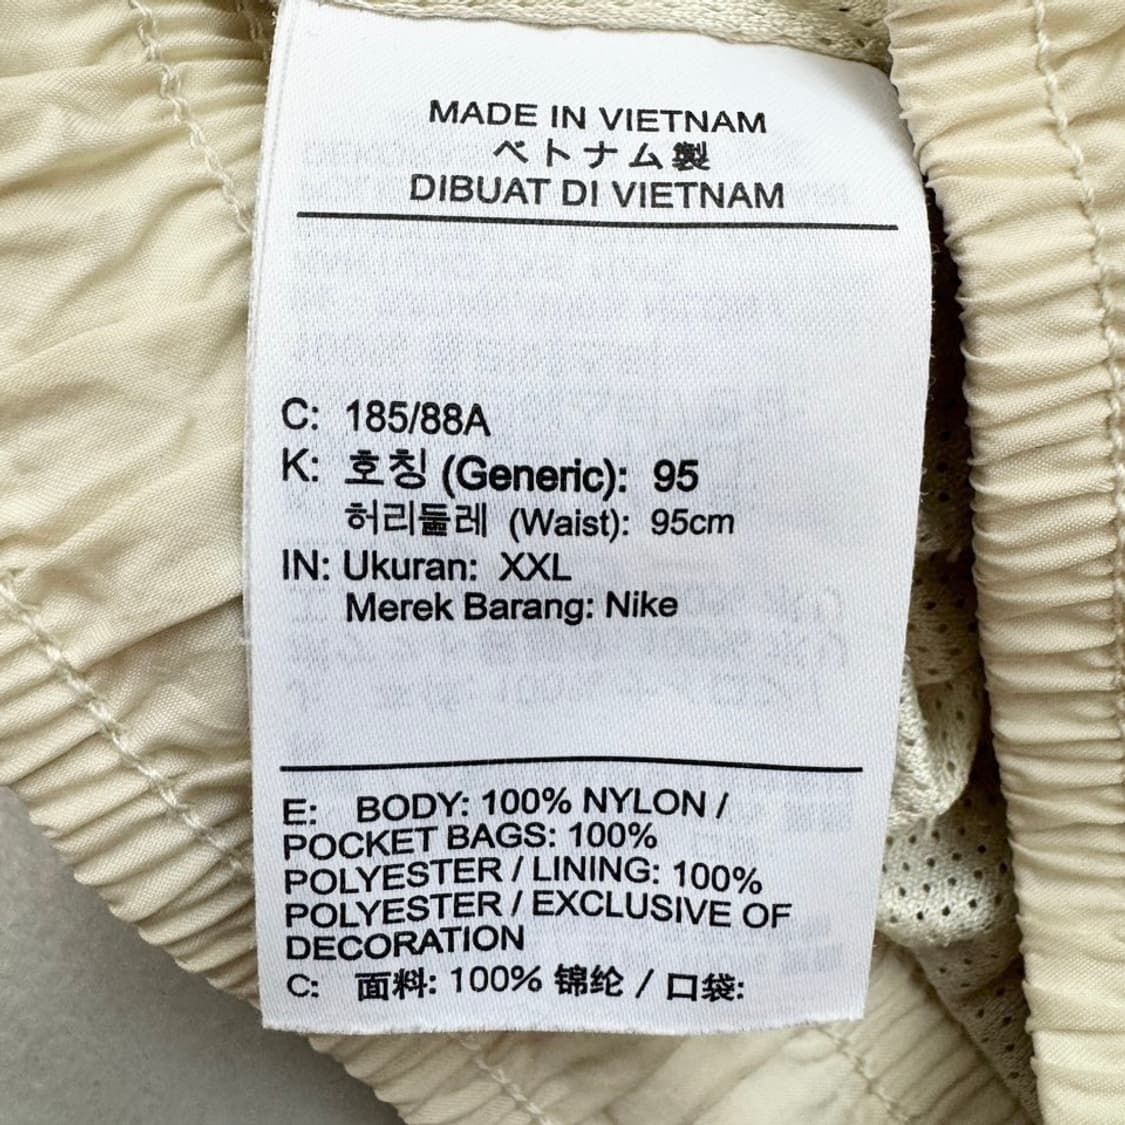 MADE IN VIETNAM
ベトナム製
DIBUAT DI VIETNAM
C: 185/88A
K: 호칭 (Generic): 95
허리둘레 (Waist): 95cm
IN: Ukuran: XXL
Merek Barang: Nike
E: BODY: 100% NYLON /
POCKET BAGS: 100%
POLYESTER / LINING: 100%
POLYESTER / EXCLUSIVE OF
DECORATION
C: 面料: 100% 锦纶 / 口袋: